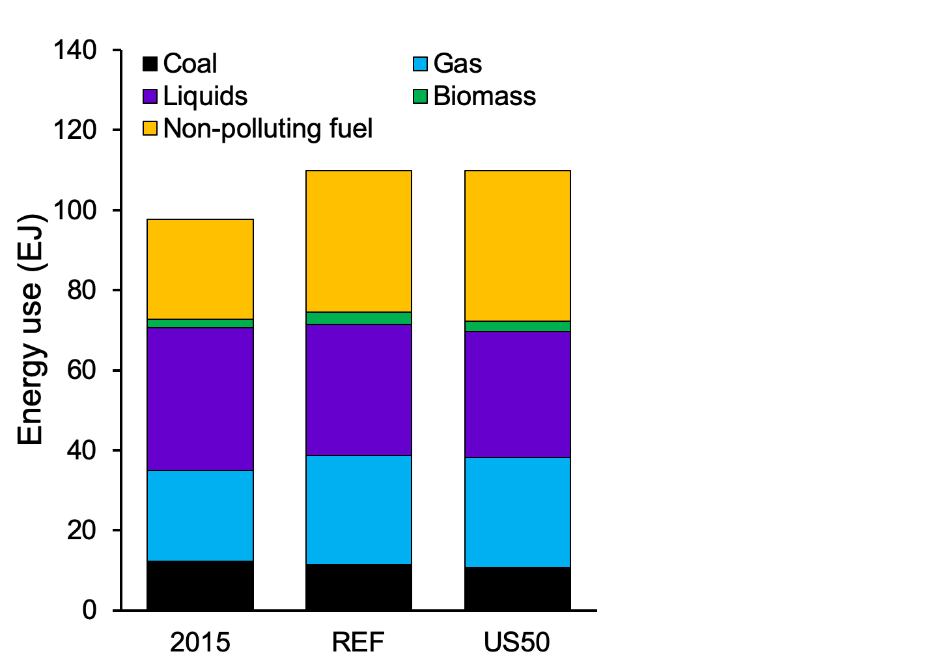 140
120
100
80
60
40
20
0
Energy use (EJ)
Coal
Gas
Liquids
Biomass
Non-polluting fuel
2015
REF
US50